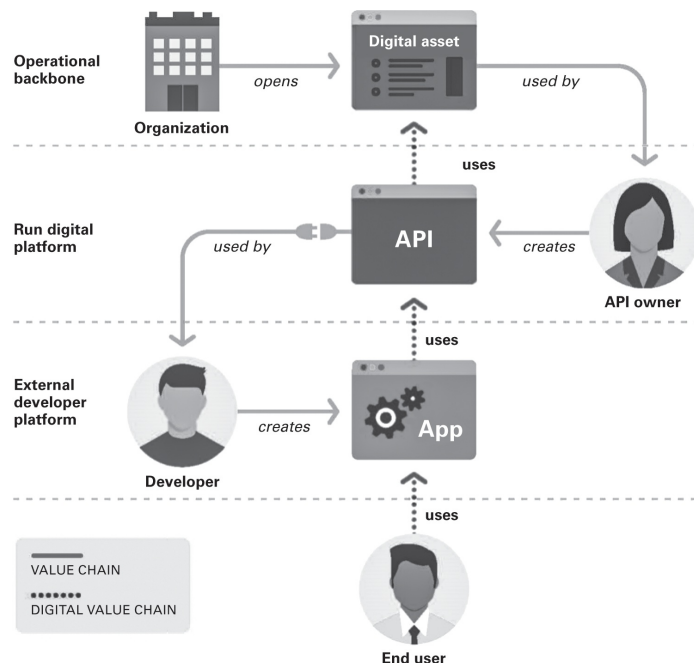 Operational
backbone
Organization
opens
Digital asset
used by
uses
Run digital
platform
used by
API
creates
API owner
uses
External
developer
platform
Developer
creates
App
uses
VALUE CHAIN
DIGITAL VALUE CHAIN
End user